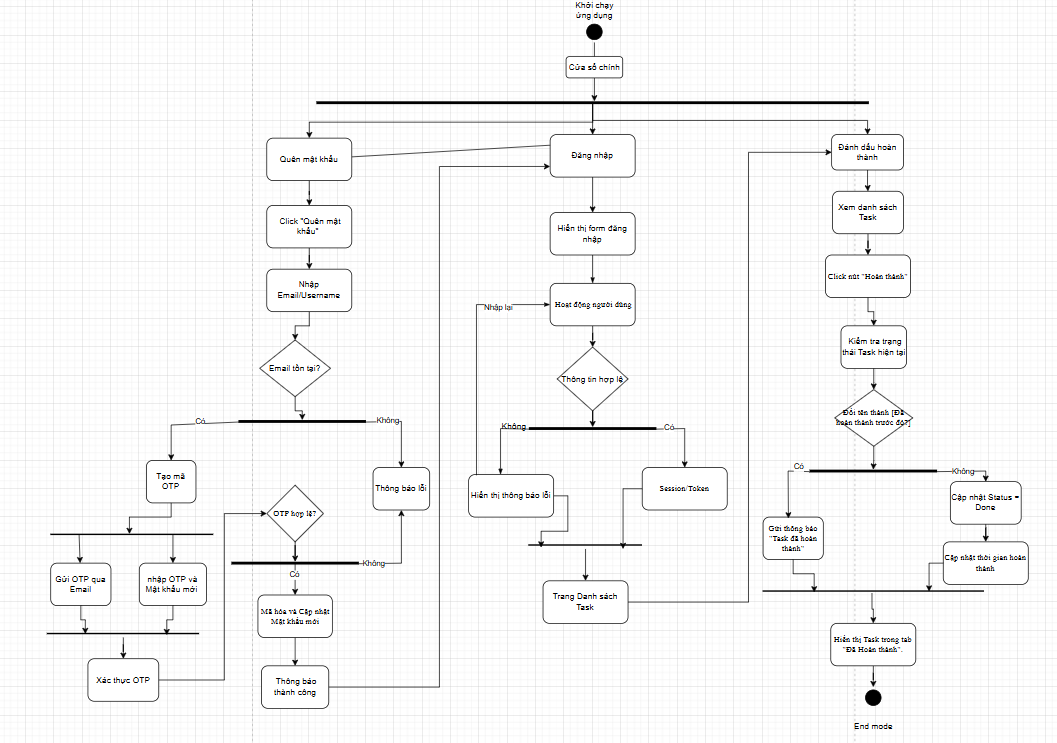 Khởi chạy
ứng dụng
Cửa sổ chính
Quên mật khẩu
Click "Quên mật
khẩu"
Nhập
Email/Username
Email tồn tại?
Có
Không
Tạo mã
OTP
Thông báo lỗi
Gửi OTP qua
Email
nhập OTP và
Mật khẩu mới
Xác thực OTP
OTP hợp lệ?
Không
Có
Mã hóa và Cập nhật
Mật khẩu mới
Thông báo
thành công
Đăng nhập
Hiển thị form đăng
nhập
Nhập lại
Hoạt động người dùng
Thông tin hợp lệ
Không
Có
Hiển thị thông báo lỗi
Session/Token
Trang Danh sách
Task
Đánh dấu hoàn
thành
Xem danh sách
Task
Click nút "Hoàn thành"
Kiểm tra trạng
thái Task hiện tại
Đổi tên thành [Đã
hoàn thành trước đó?]
Có
Không
Gửi thông báo
"Task đã hoàn
thành"
Cập nhật Status =
Done
Cập nhật thời gian hoàn
thành
Hiển thị Task trong tab
"Đã Hoàn thành".
End mode